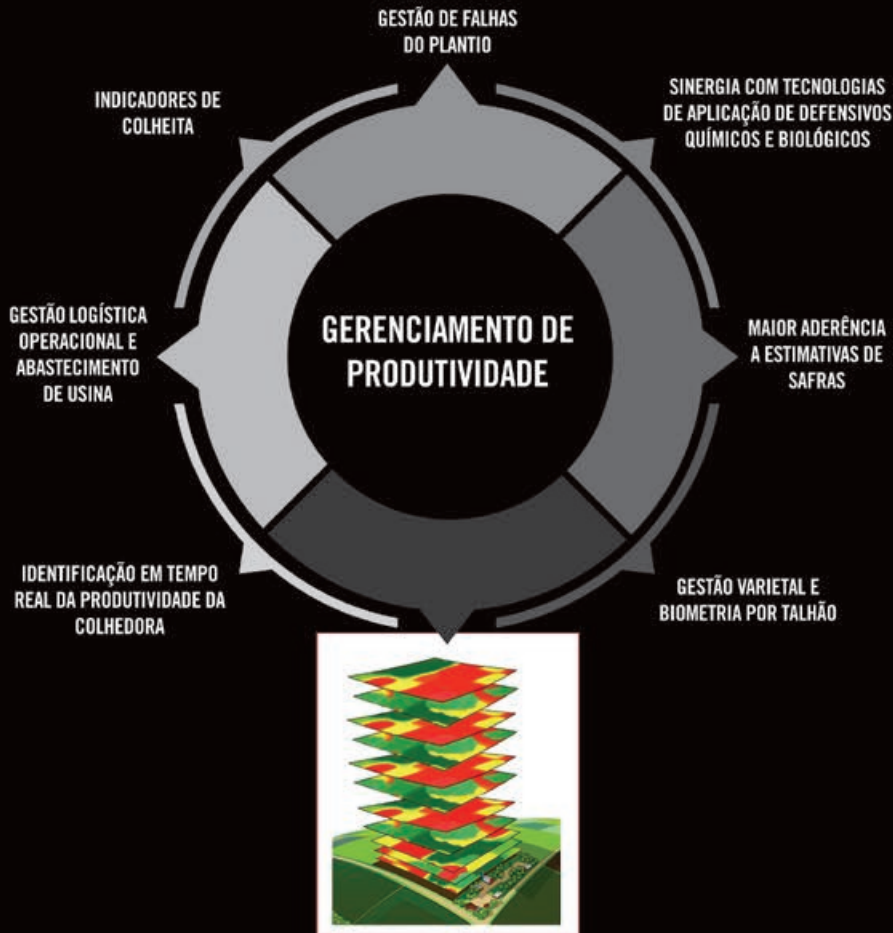 GESTÃO DE FALHAS
DO PLANTIO
SINERGIA COM TECNOLOGIAS
DE APLICAÇÃO DE DEFENSIVOS
QUÍMICOS E BIOLÓGICOS
MAIOR ADERÊNCIA
A ESTIMATIVAS DE
SAFRAS
GESTÃO VARIETAL E
BIOMETRIA POR TALHÃO
IDENTIFICAÇÃO EM TEMPO
REAL DA PRODUTIVIDADE DA
COLHEDORA
GESTÃO LOGÍSTICA
OPERACIONAL E
ABASTECIMENTO
DE USINA
INDICADORES DE
COLHEITA
GERENCIAMENTO DE
PRODUTIVIDADE